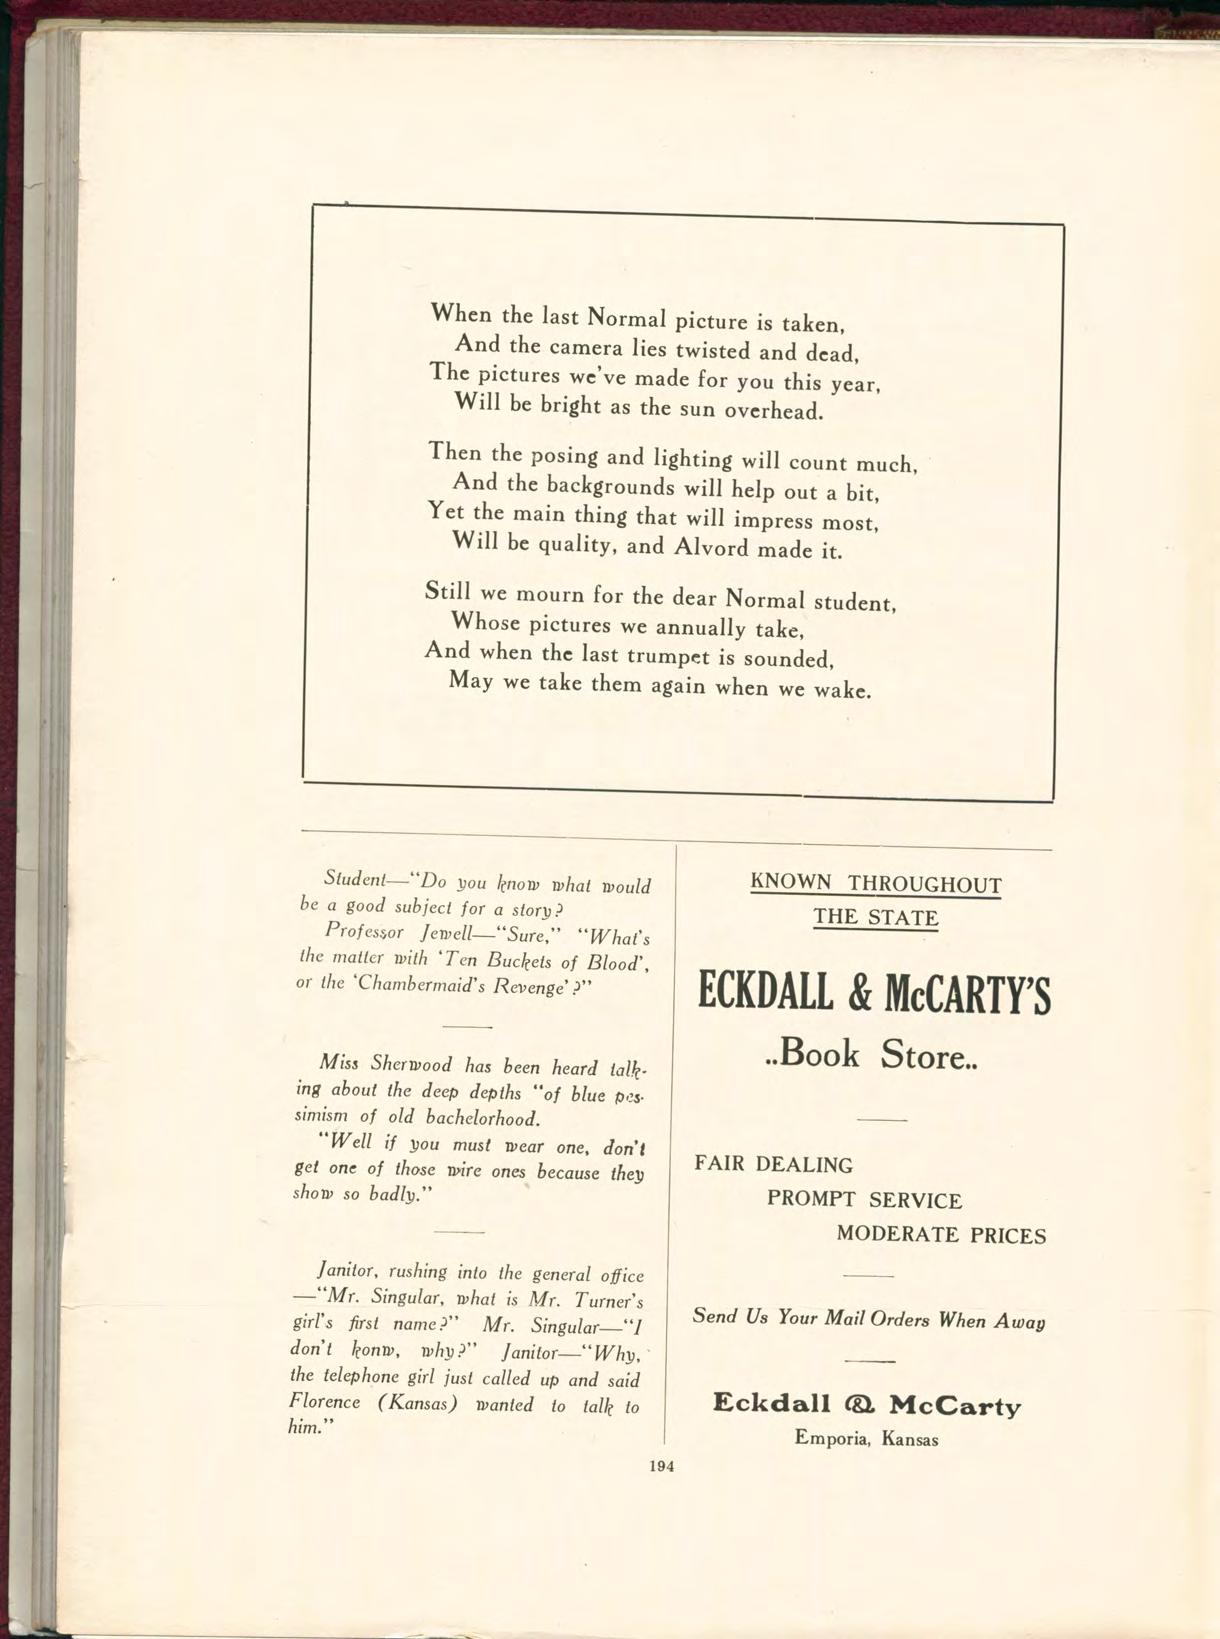 When the last Normal picture is taken,
And the camera lies twisted and dead,
The pictures we've made for you this year,
Will be bright as the sun overhead.
Then the posing and lighting will count much,
And the backgrounds will help out a bit,
Yet the main thing that will impress most,
Will be quality, and Alvord made it.
Still we mourn for the dear Normal student,
Whose pictures we annually take,
And when the last trumpet is sounded,
May we take them again when we wake.
Student—"Do you know what would
be a good subject for a story?
Professor Jewell—"Sure," "What's
the matter with 'Ten Buckets of Blood',
or the 'Chambermaid's Revenge'?"
Miss Sherwood has been heard talk-
ing about the deep depths "of blue pes-
simism of old bachelorhood.
"Well if you must wear one, don't
get one of those wire ones because they
show so badly."
Janitor, rushing into the general office
—"Mr. Singular, what is Mr. Turner's
girl's first name?" Mr. Singular—"I
don't konw, why?" Janitor—"Why,
the telephone girl just called up and said
Florence (Kansas) wanted to talk to
him."
KNOWN THROUGHOUT
THE STATE
ECKDALL & McCARTY'S
..Book Store..
FAIR DEALING
PROMPT SERVICE
MODERATE PRICES
Send Us Your Mail Orders When Away
Eckdall & McCarty
Emporia, Kansas
194